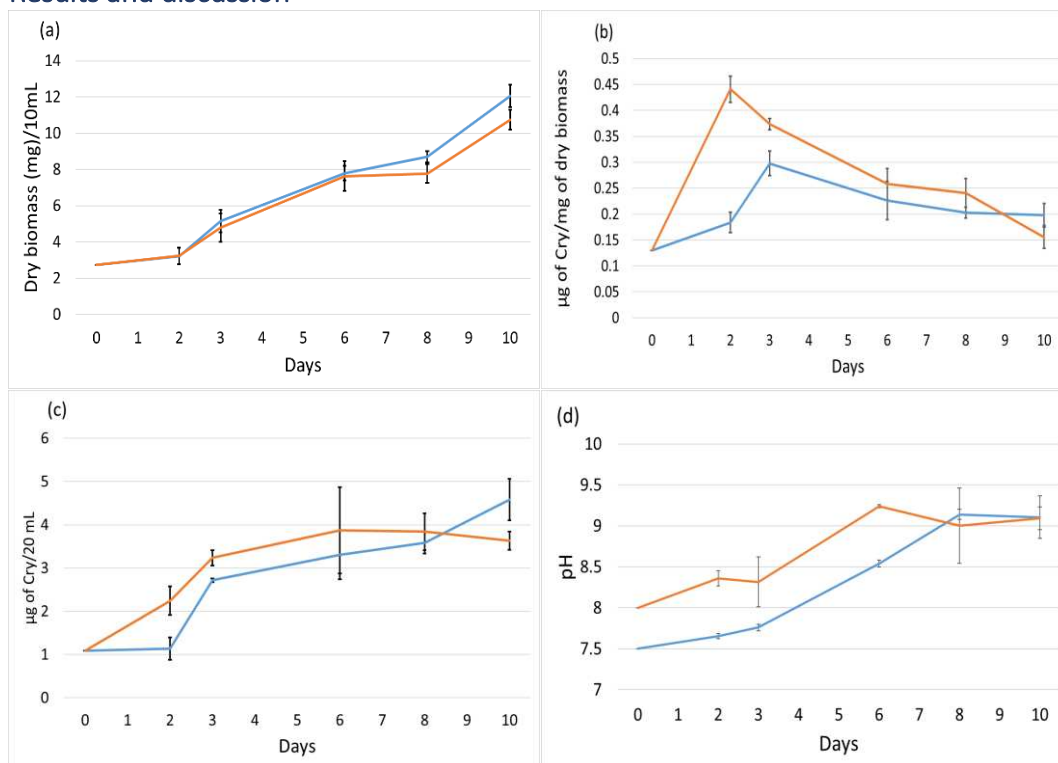 Results and discussion
(a)
Dry biomass (mg)/10mL
14
12
10
8
6
4
2
0
0 1 2 3 4 5 6 7 8 9 10
Days
(b)
µg of Cry/mg of dry biomass
0.5
0.45
0.4
0.35
0.3
0.25
0.2
0.15
0.1
0.05
0
0 1 2 3 4 5 6 7 8 9 10
Days
(c)
µg of Cry/20 mL
6
5
4
3
2
1
0
0 1 2 3 4 5 6 7 8 9 10
Days
(d)
pH
10
9.5
9
8.5
8
7.5
7
0 1 2 3 4 5 6 7 8 9 10
Days